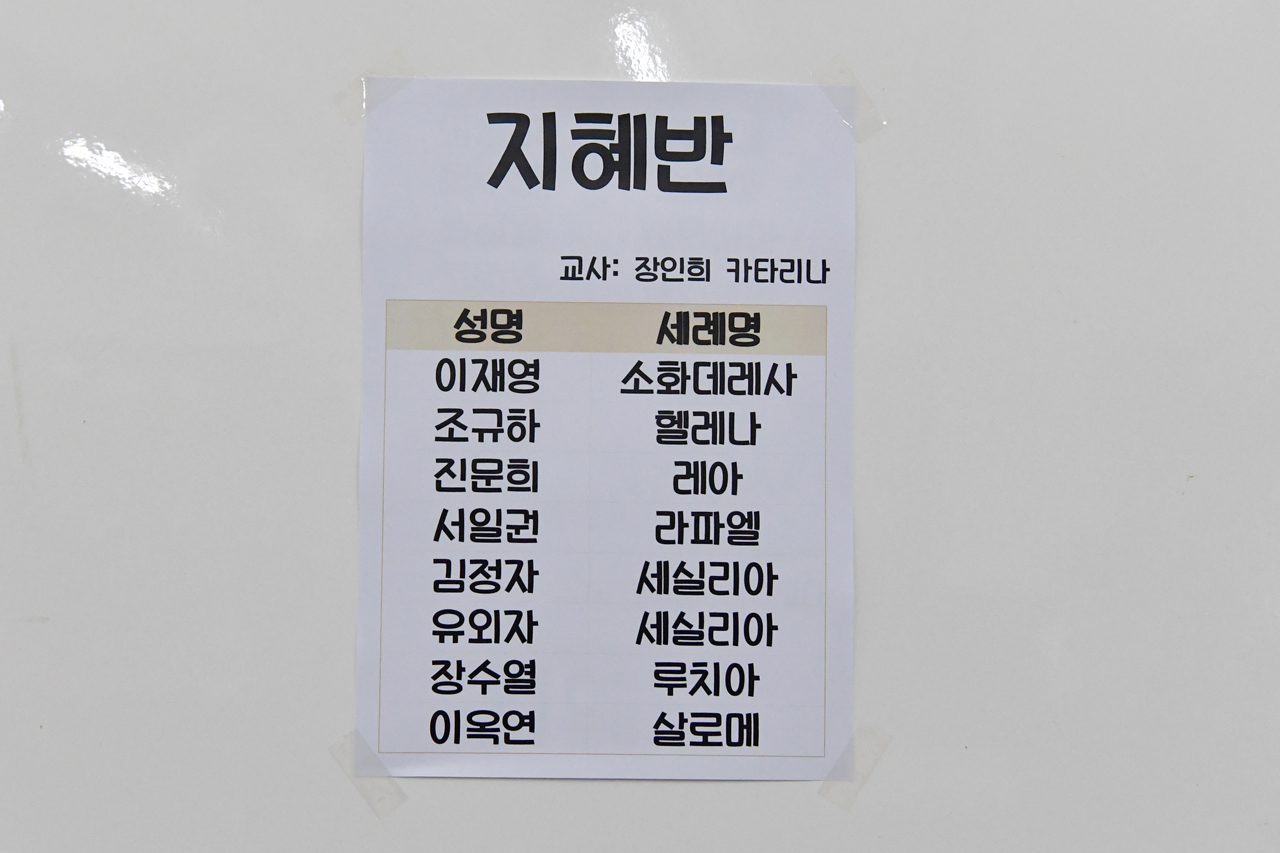 지혜반
교사: 장인희 카타리나
성명 세례명
이재영 소화데레사
조규하 헬레나
진문희 레아
서일권 라파엘
김정자 세실리아
유외자 세실리아
장수열 루치아
이옥연 살로메